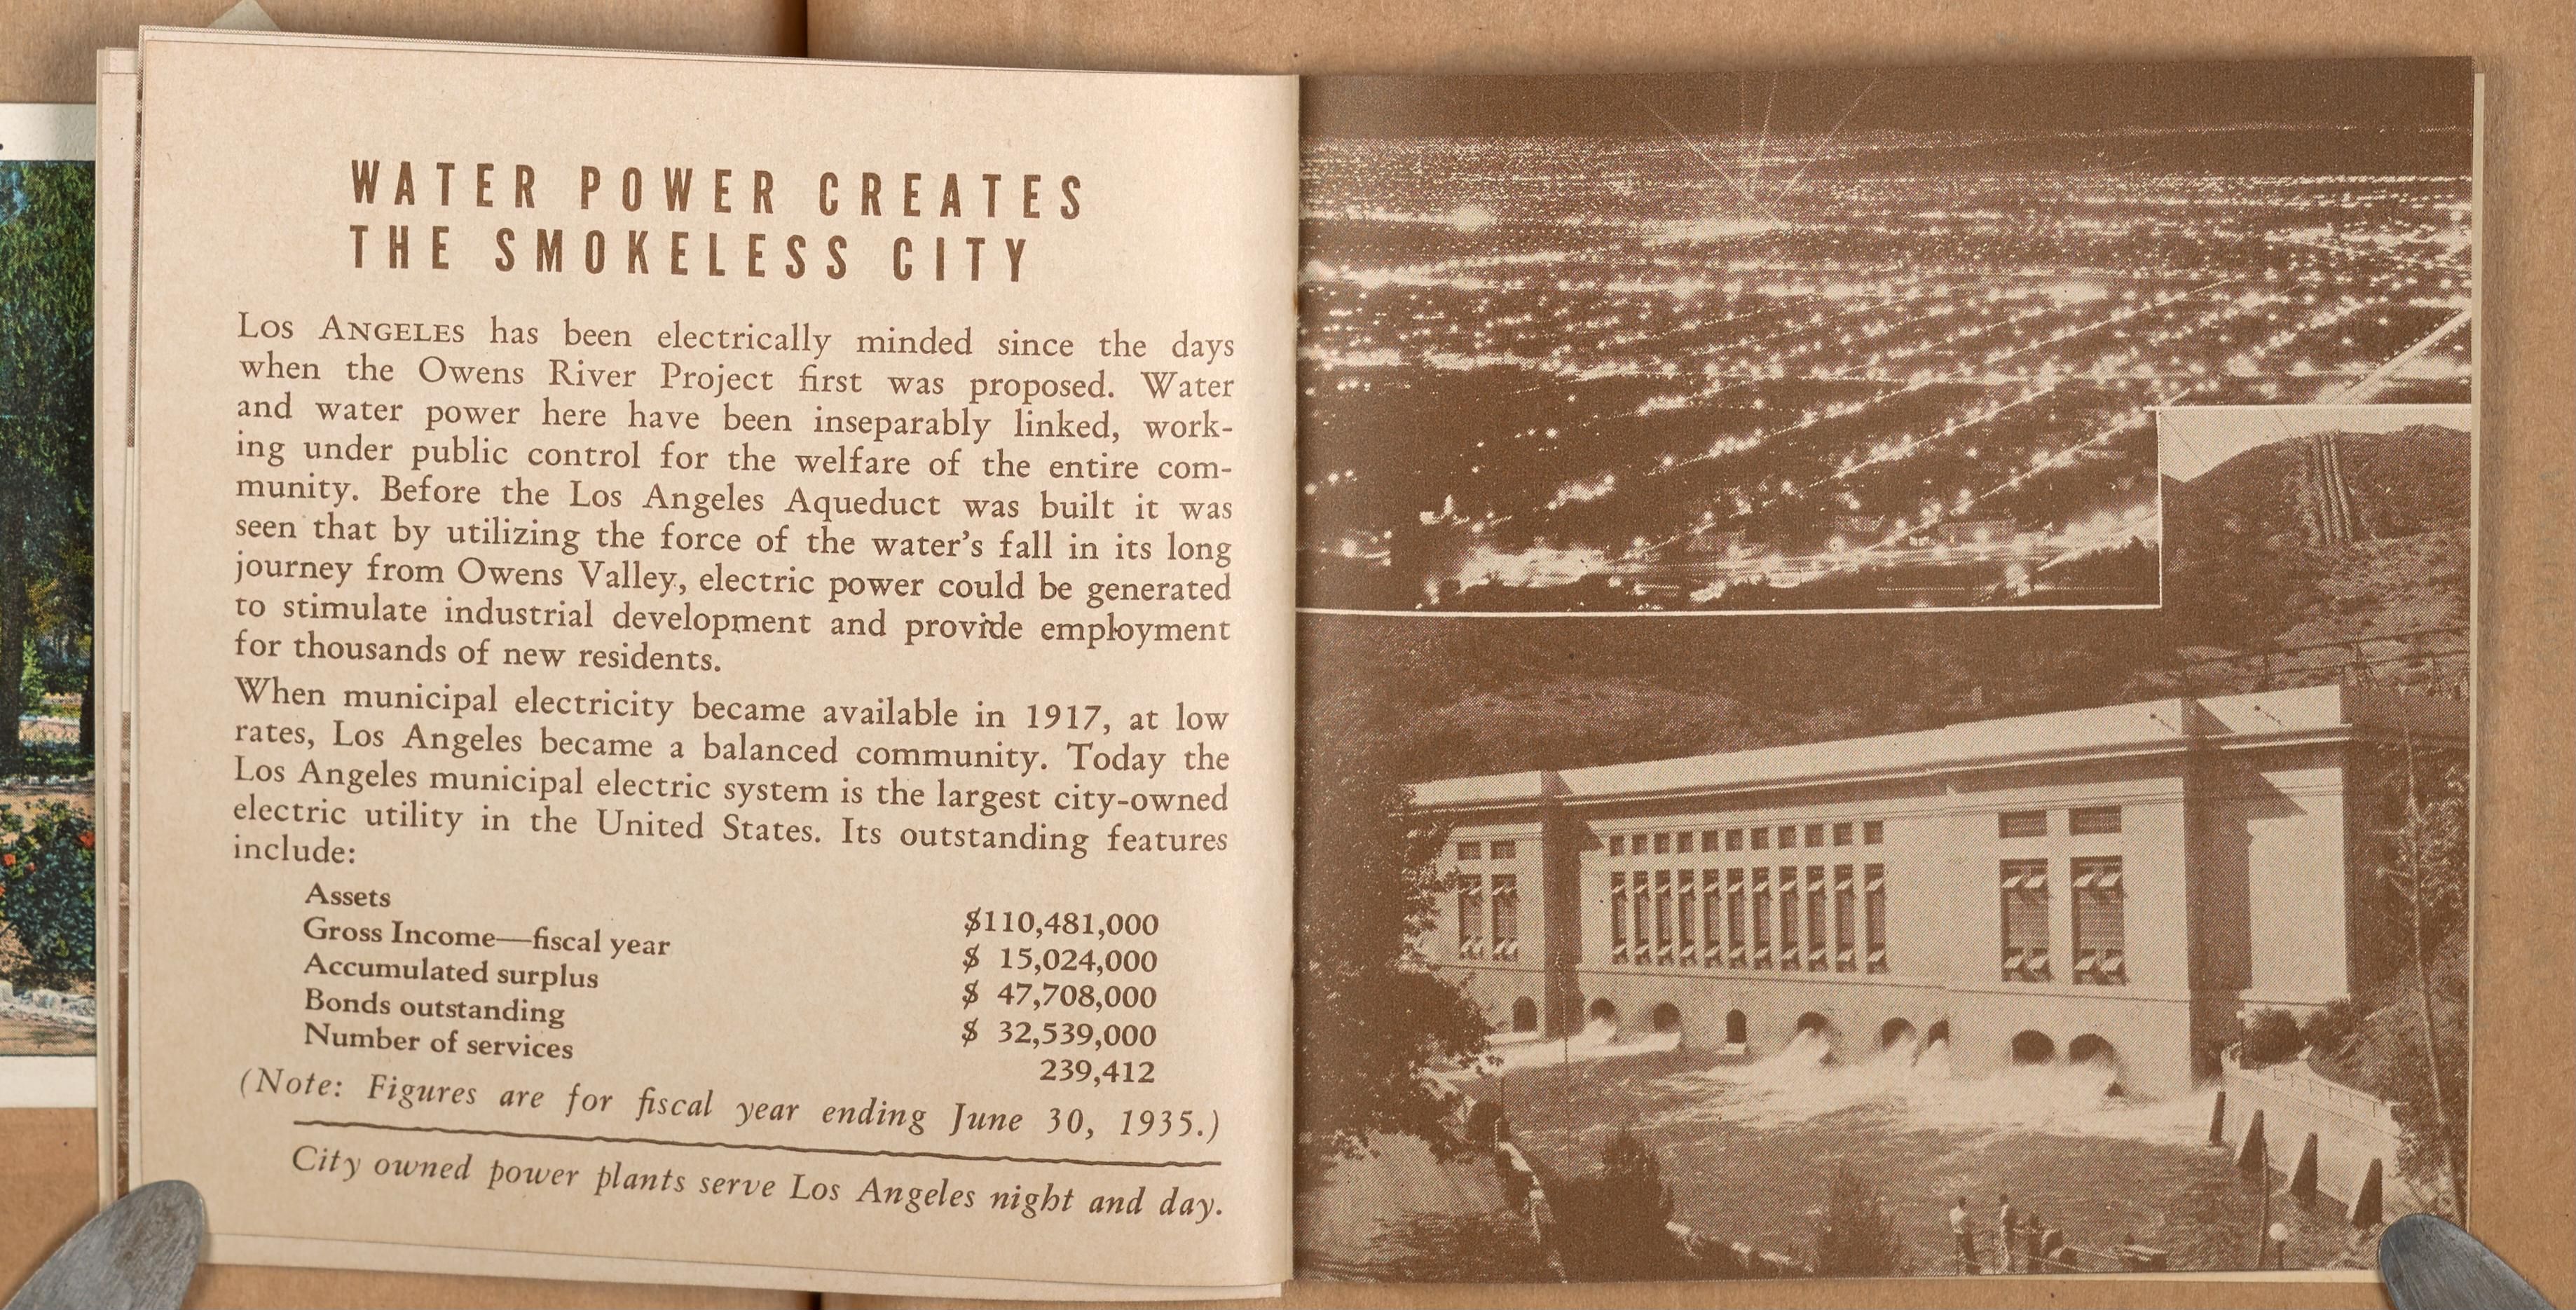 WATER POWER CREATES
THE SMOKELESS CITY
Los Angeles has been electrically minded since the days
when the Owens River Project first was proposed. Water
and water power here have been inseparably linked, work-
ing under public control for the welfare of the entire com-
munity. Before the Los Angeles Aqueduct was built it was
seen that by utilizing the force of the water's fall in its long
journey from Owens Valley, electric power could be generated
to stimulate industrial development and provide employment
for thousands of new residents.
When municipal electricity became available in 1917, at low
rates, Los Angeles became a balanced community. Today the
Los Angeles municipal electric system is the largest city-owned
electric utility in the United States. Its outstanding features
include:
Assets $110,481,000
Gross Income—fiscal year $ 15,024,000
Accumulated surplus $ 47,708,000
Bonds outstanding $ 32,539,000
Number of services 239,412
(Note: Figures are for fiscal year ending June 30, 1935.)
City owned power plants serve Los Angeles night and day.